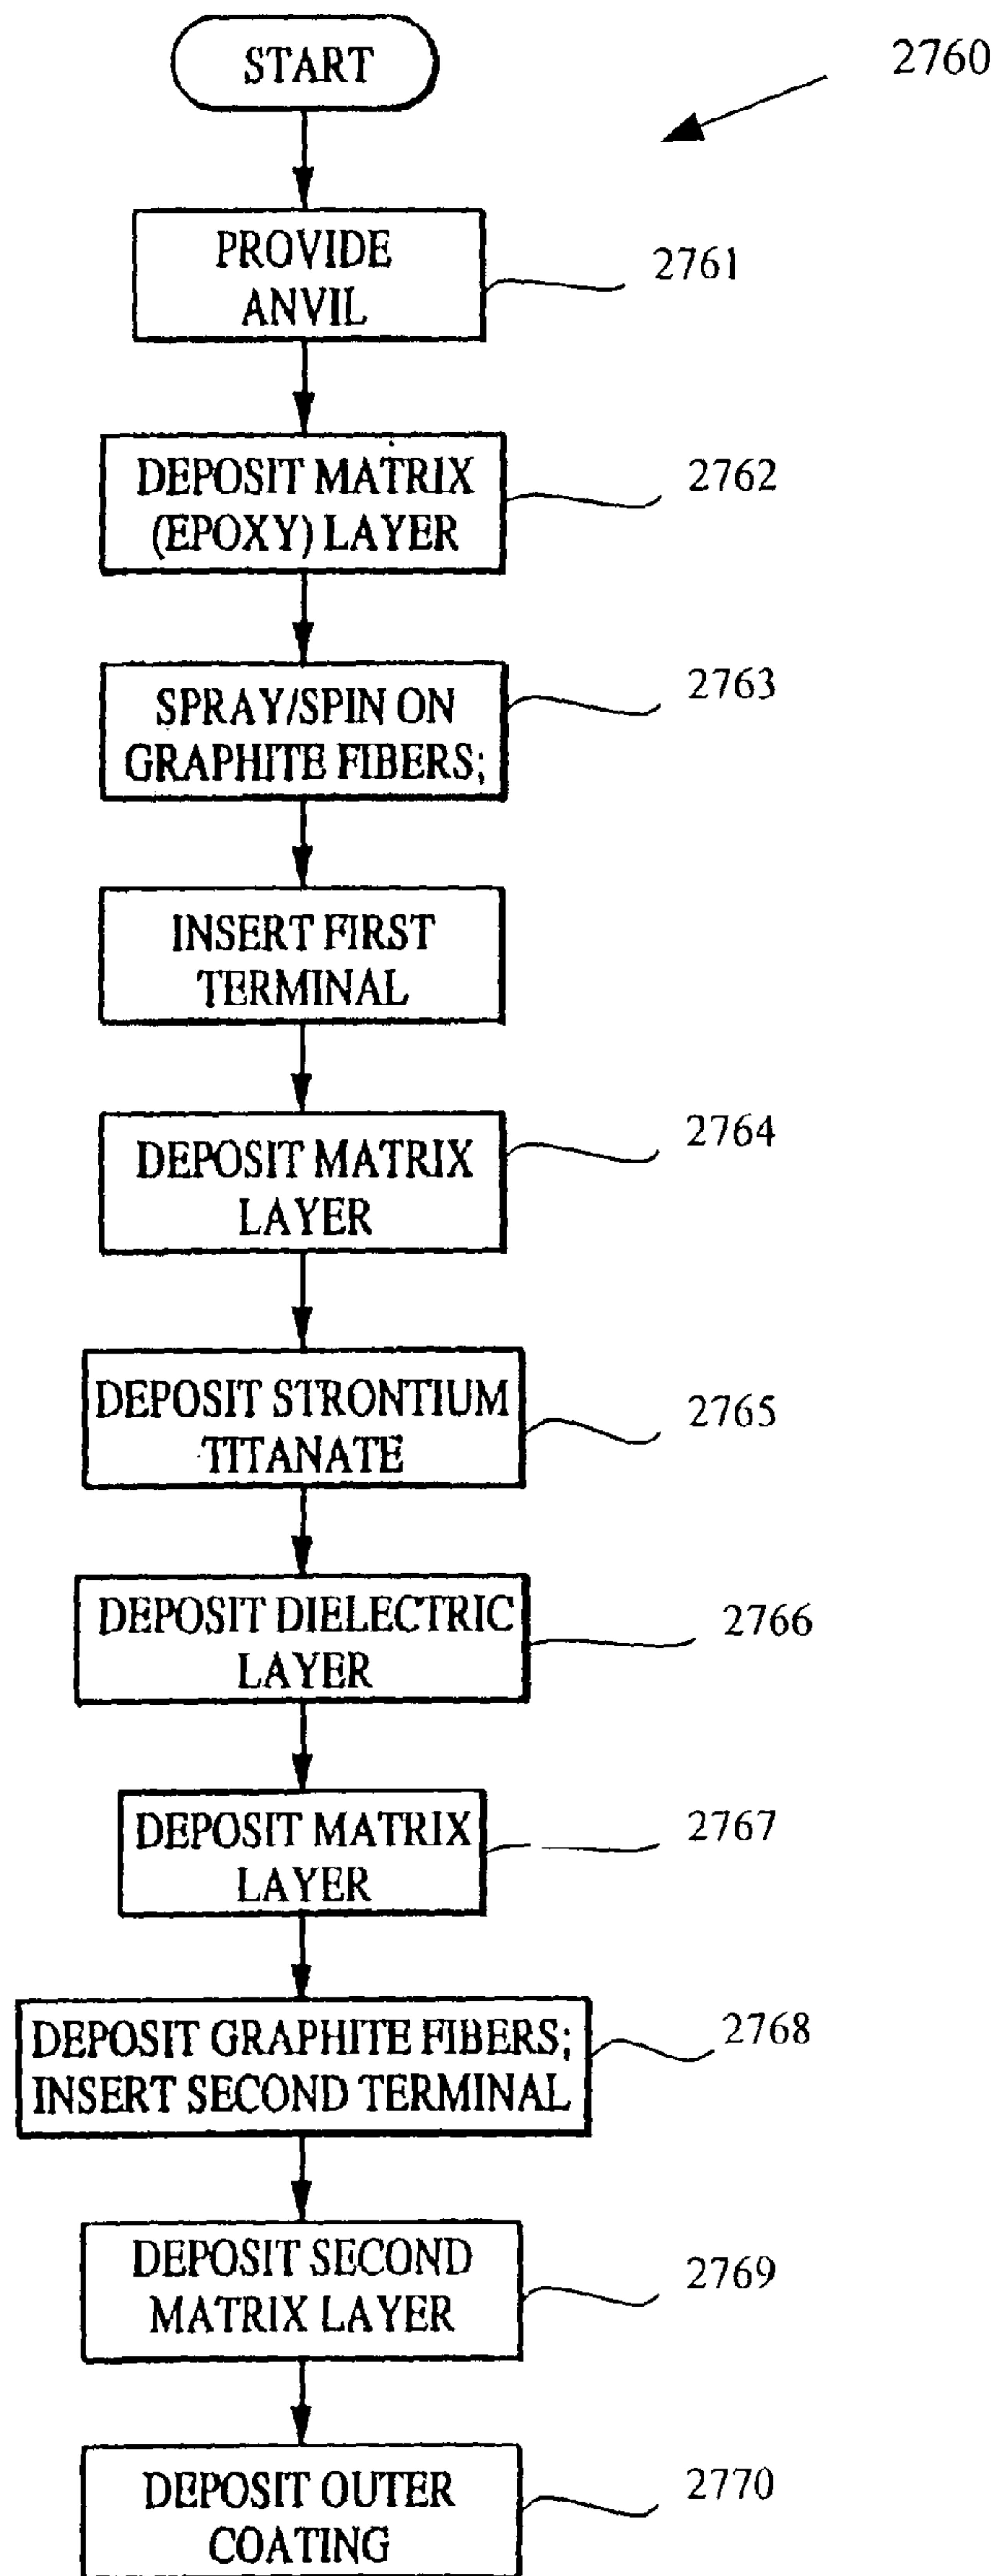 START
2760
PROVIDE
ANVIL
2761
DEPOSIT MATRIX
(EPOXY) LAYER
2762
SPRAY/SPIN ON
GRAPHITE FIBERS;
2763
INSERT FIRST
TERMINAL
DEPOSIT MATRIX
LAYER
2764
DEPOSIT STRONTIUM
TITANATE
2765
DEPOSIT DIELECTRIC
LAYER
2766
DEPOSIT MATRIX
LAYER
2767
DEPOSIT GRAPHITE FIBERS;
INSERT SECOND TERMINAL
2768
DEPOSIT SECOND
MATRIX LAYER
2769
DEPOSIT OUTER
COATING
2770